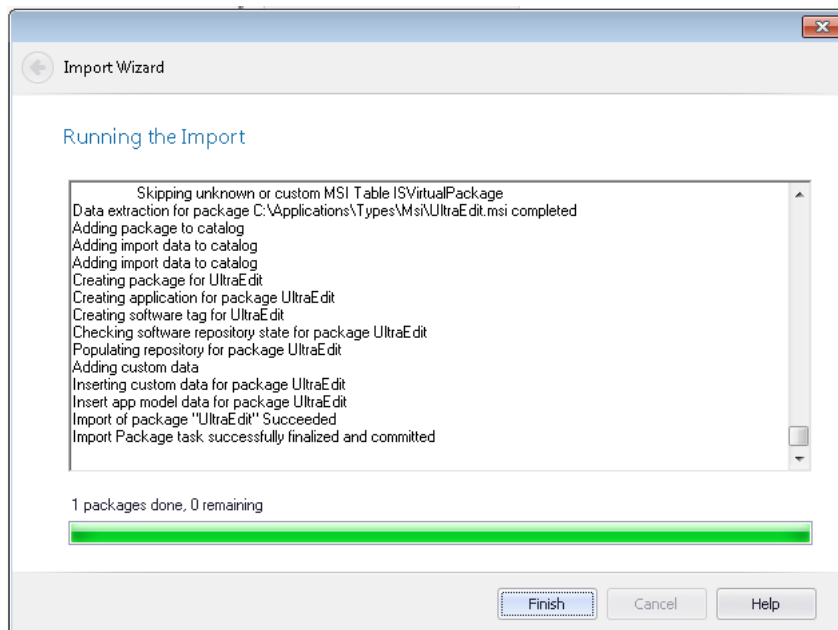 Import Wizard
Running the Import
Skipping unknown or custom MSI Table ISVirtualPackage
Data extraction for package C:\Applications\Types\Msi\UltraEdit.msi completed
Adding package to catalog
Adding import data to catalog
Adding import data to catalog
Creating package for UltraEdit
Creating application for package UltraEdit
Creating software tag for UltraEdit
Checking software repository state for package UltraEdit
Populating repository for package UltraEdit
Adding custom data
Inserting custom data for package UltraEdit
Insert app model data for package UltraEdit
Import of package "UltraEdit" Succeeded
Import Package task successfully finalized and committed
1 packages done, 0 remaining
Finish
Cancel
Help